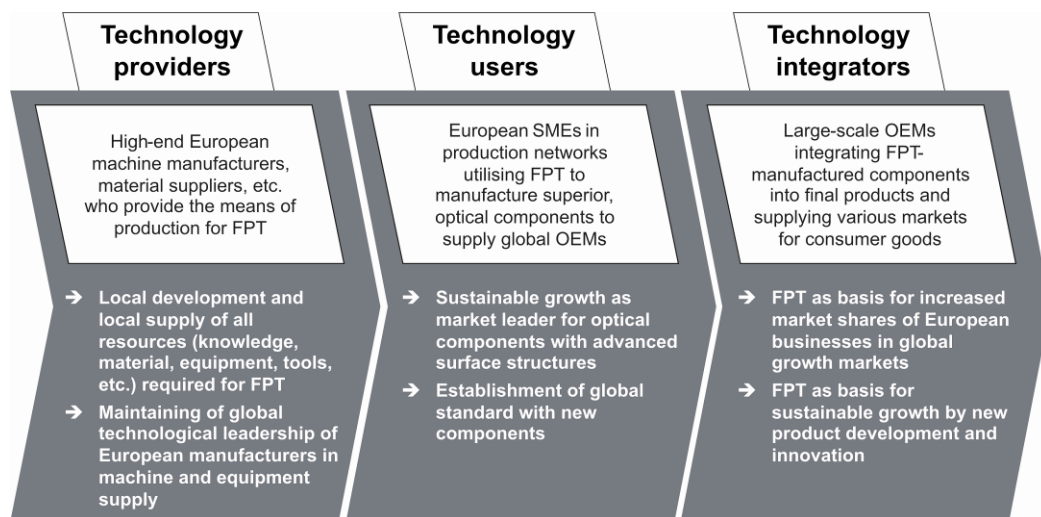 Technology
providers
High-end European
machine manufacturers,
material suppliers, etc.
who provide the means of
production for FPT
➔ Local development and
local supply of all
resources (knowledge,
material, equipment, tools,
etc.) required for FPT
➔ Maintaining of global
technological leadership of
European manufacturers in
machine and equipment
supply
Technology
users
European SMEs in
production networks
utilising FPT to
manufacture superior,
optical components to
supply global OEMs
➔ Sustainable growth as
market leader for optical
components with advanced
surface structures
➔ Establishment of global
standard with new
components
Technology
integrators
Large-scale OEMs
integrating FPT-
manufactured components
into final products and
supplying various markets
for consumer goods
➔ FPT as basis for increased
market shares of European
businesses in global
growth markets
➔ FPT as basis for
sustainable growth by new
product development and
innovation